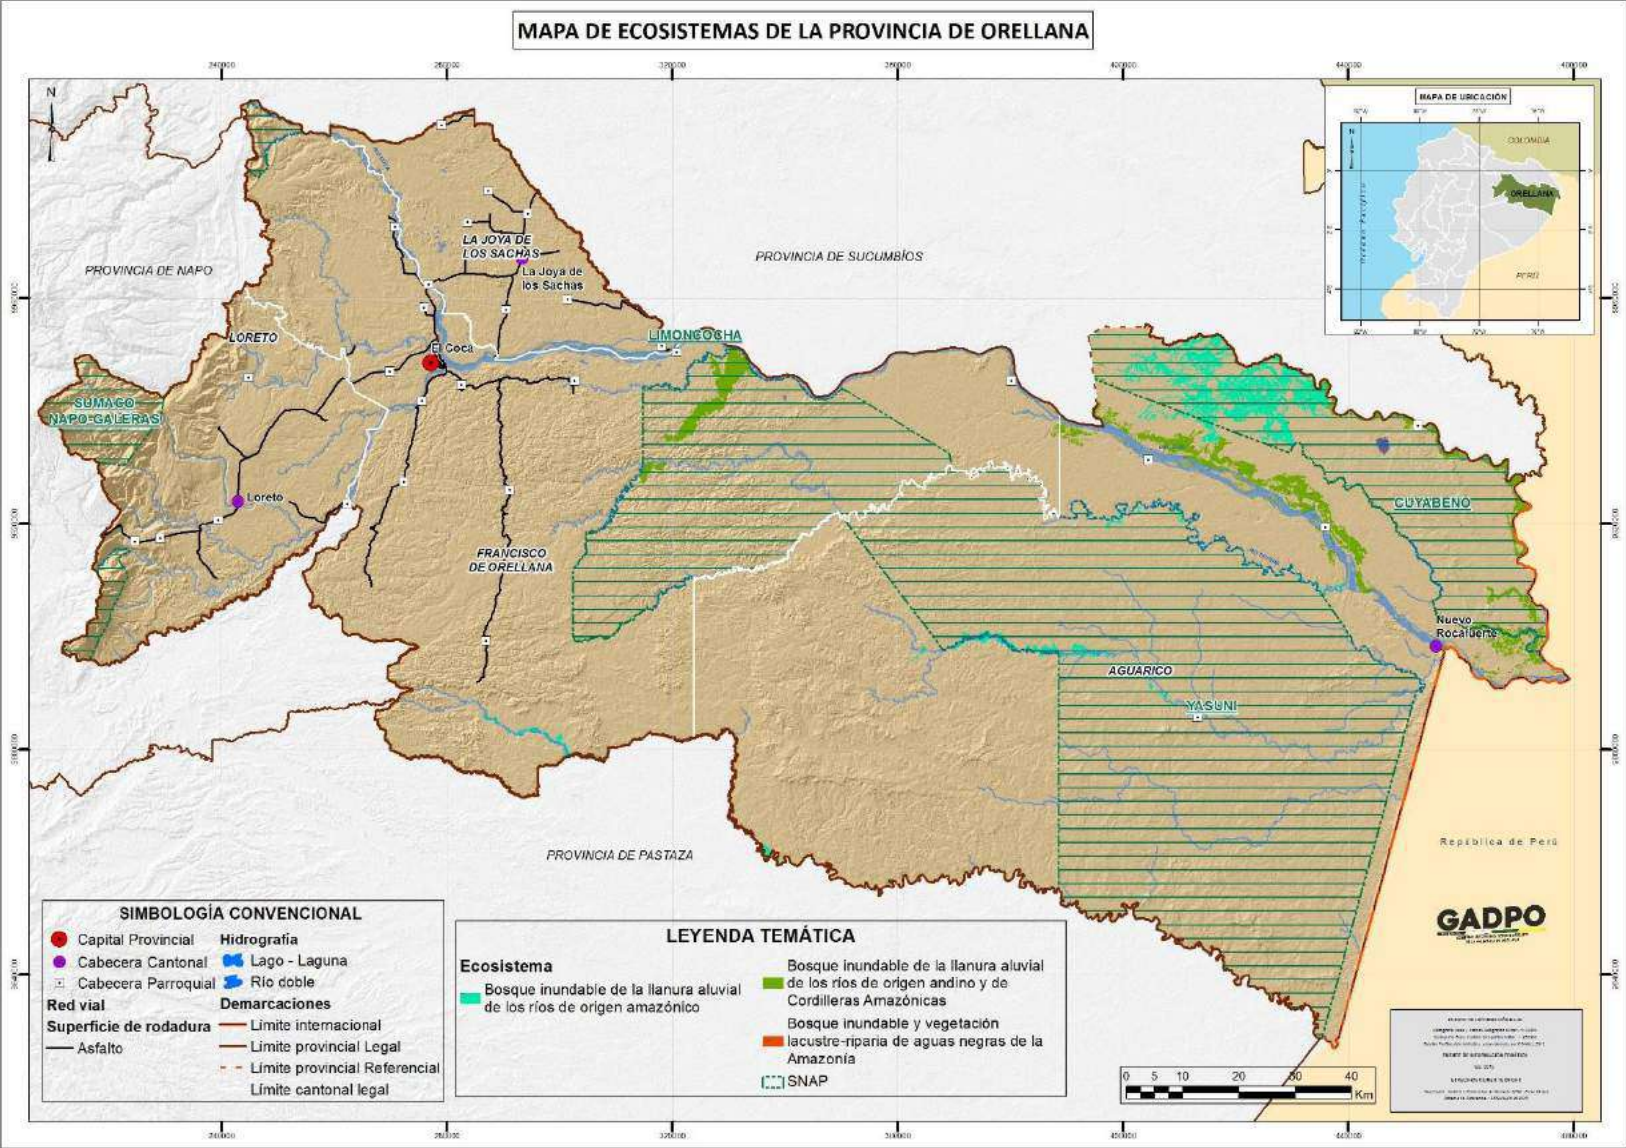 MAPA DE ECOSISTEMAS DE LA PROVINCIA DE ORELLANA
240000
320000
400000
440000
N
MAPA DE UBICACIÓN
N
COLOMBIA
ORELLANA
PERÚ
PROVINCIA DE NAPO
LA JOYA DE
LOS SACHAS
La Joya de
los Sachas
PROVINCIA DE SUCUMBÍOS
LORETO
El Coca
LIMONCOCHA
SUMACO
NAPO-GALERAS
Loreto
CUYABENO
FRANCISCO
DE ORELLANA
Nuevo
Rocafuerte
AGUARICO
YASUNI
República de Perú
PROVINCIA DE PASTAZA
GADPO
SIMBOLOGÍA CONVENCIONAL
Capital Provincial
Cabecera Cantonal
Cabecera Parroquial
Red vial
Superficie de rodadura
Asfalto
Hidrografía
Lago - Laguna
Río doble
Demarcaciones
Límite internacional
Límite provincial Legal
Límite provincial Referencial
Límite cantonal legal
LEYENDA TEMÁTICA
Ecosistema
Bosque inundable de la llanura aluvial
de los ríos de origen amazónico
Bosque inundable de la llanura aluvial
de los ríos de origen andino y de
Cordilleras Amazónicas
Bosque inundable y vegetación
lacustre-riparia de aguas negras de la
Amazonía
SNAP
0 5 10 20 30 40
Km